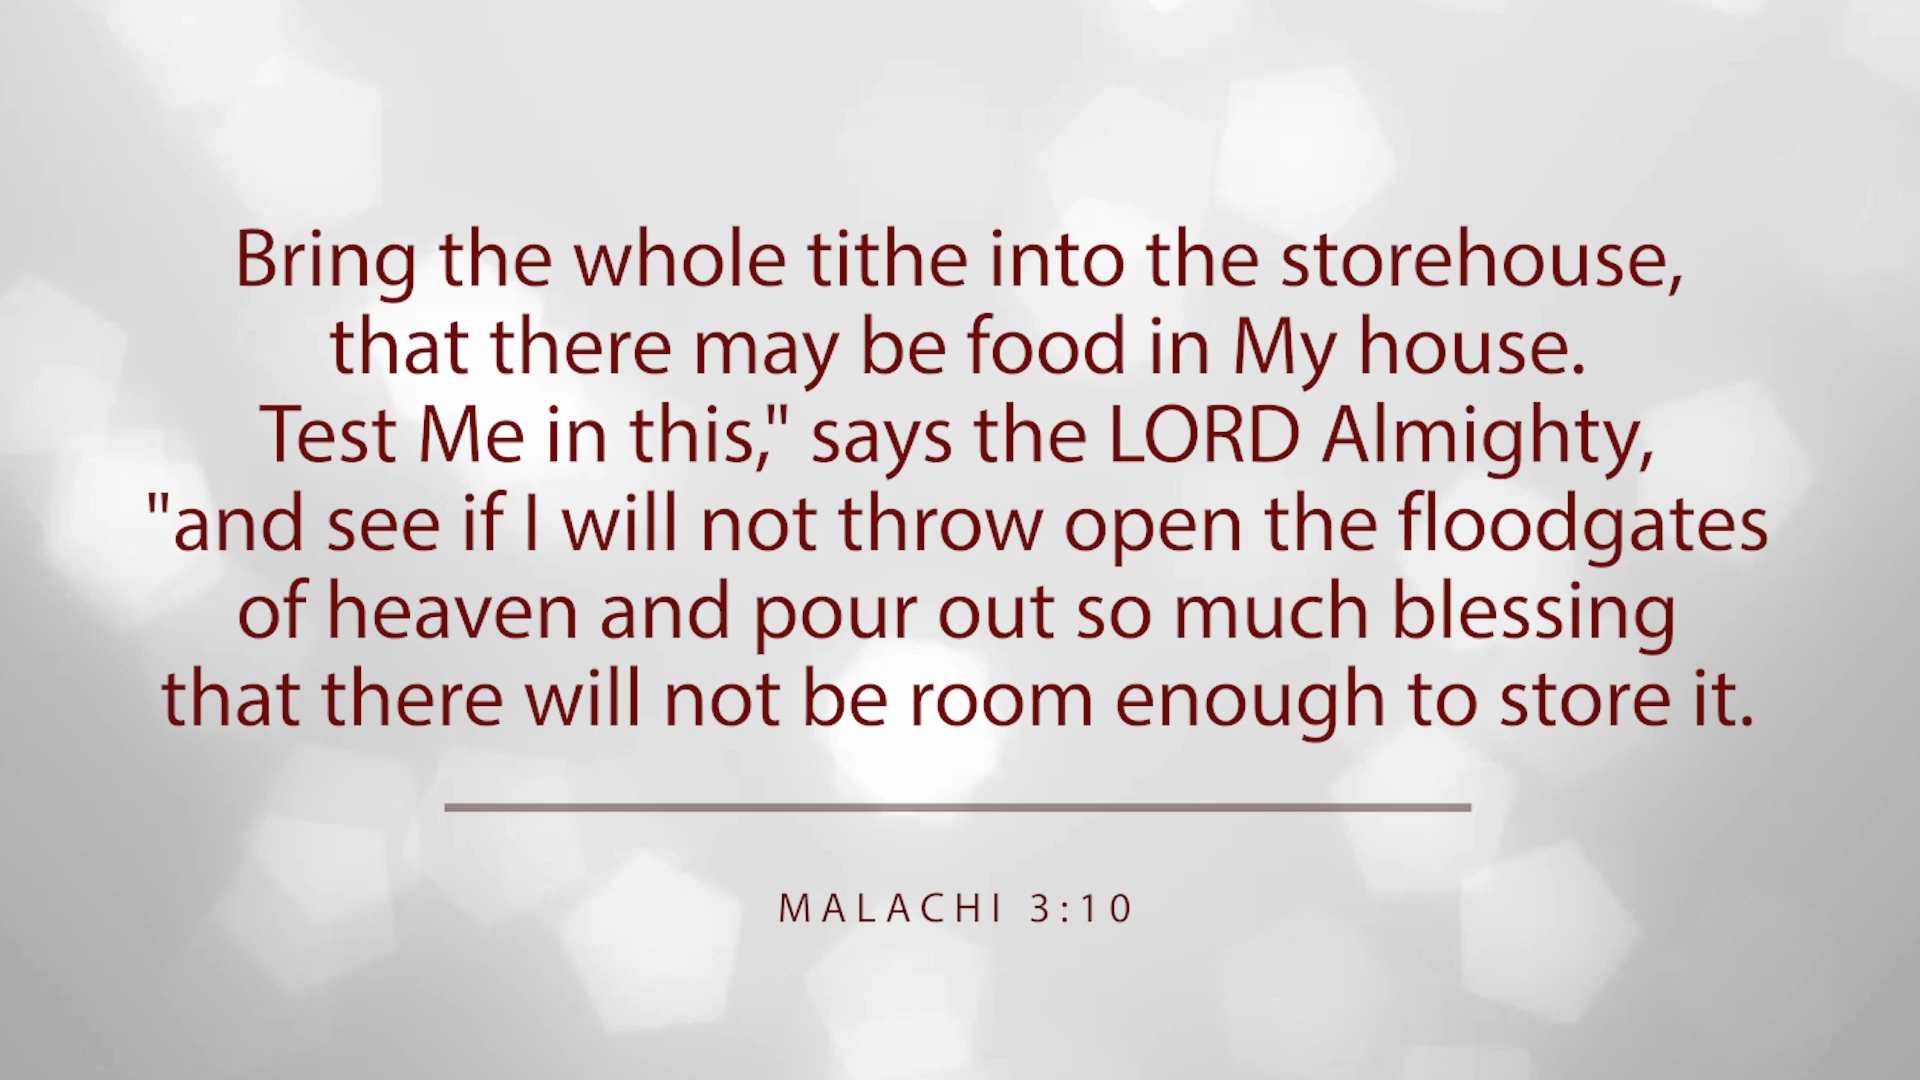 Bring the whole tithe into the storehouse,
that there may be food in My house.
Test Me in this," says the LORD Almighty,
"and see if I will not throw open the floodgates
of heaven and pour out so much blessing
that there will not be room enough to store it.
MALACHI 3:10